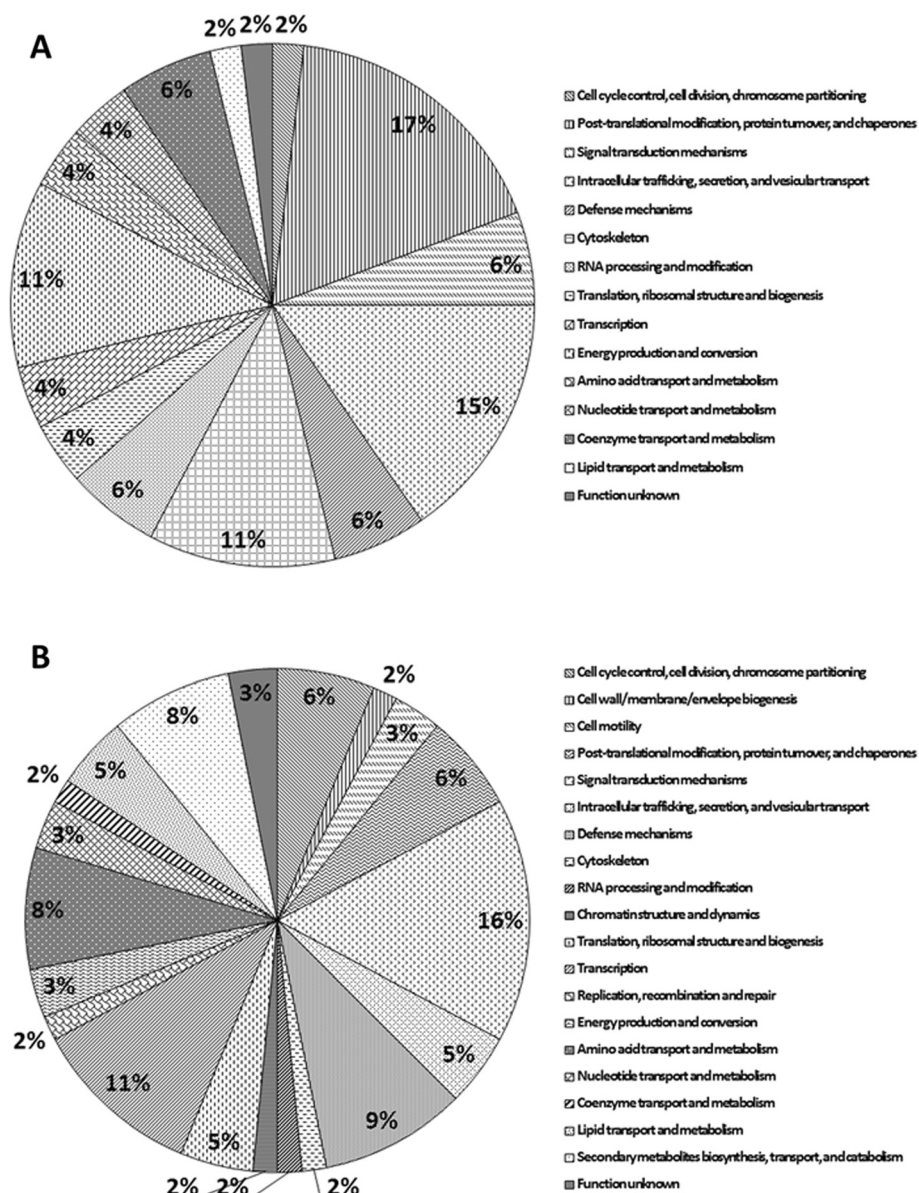 A
2% 2% 2%
17%
6%
15%
6%
11%
6%
4%
4%
11%
4%
4%
6%
Cell cycle control, cell division, chromosome partitioning
Post-translational modification, protein turnover, and chaperones
Signal transduction mechanisms
Intracellular trafficking, secretion, and vesicular transport
Defense mechanisms
Cytoskeleton
RNA processing and modification
Translation, ribosomal structure and biogenesis
Transcription
Energy production and conversion
Amino acid transport and metabolism
Nucleotide transport and metabolism
Coenzyme transport and metabolism
Lipid transport and metabolism
Function unknown
B
6%
2%
3%
6%
16%
5%
9%
2%
2%
2%
5%
11%
2%
3%
8%
3%
2%
5%
8%
3%
Cell cycle control, cell division, chromosome partitioning
Cell wall/membrane/envelope biogenesis
Cell motility
Post-translational modification, protein turnover, and chaperones
Signal transduction mechanisms
Intracellular trafficking, secretion, and vesicular transport
Defense mechanisms
Cytoskeleton
RNA processing and modification
Chromatin structure and dynamics
Translation, ribosomal structure and biogenesis
Transcription
Replication, recombination and repair
Energy production and conversion
Amino acid transport and metabolism
Nucleotide transport and metabolism
Coenzyme transport and metabolism
Lipid transport and metabolism
Secondary metabolites biosynthesis, transport, and catabolism
Function unknown